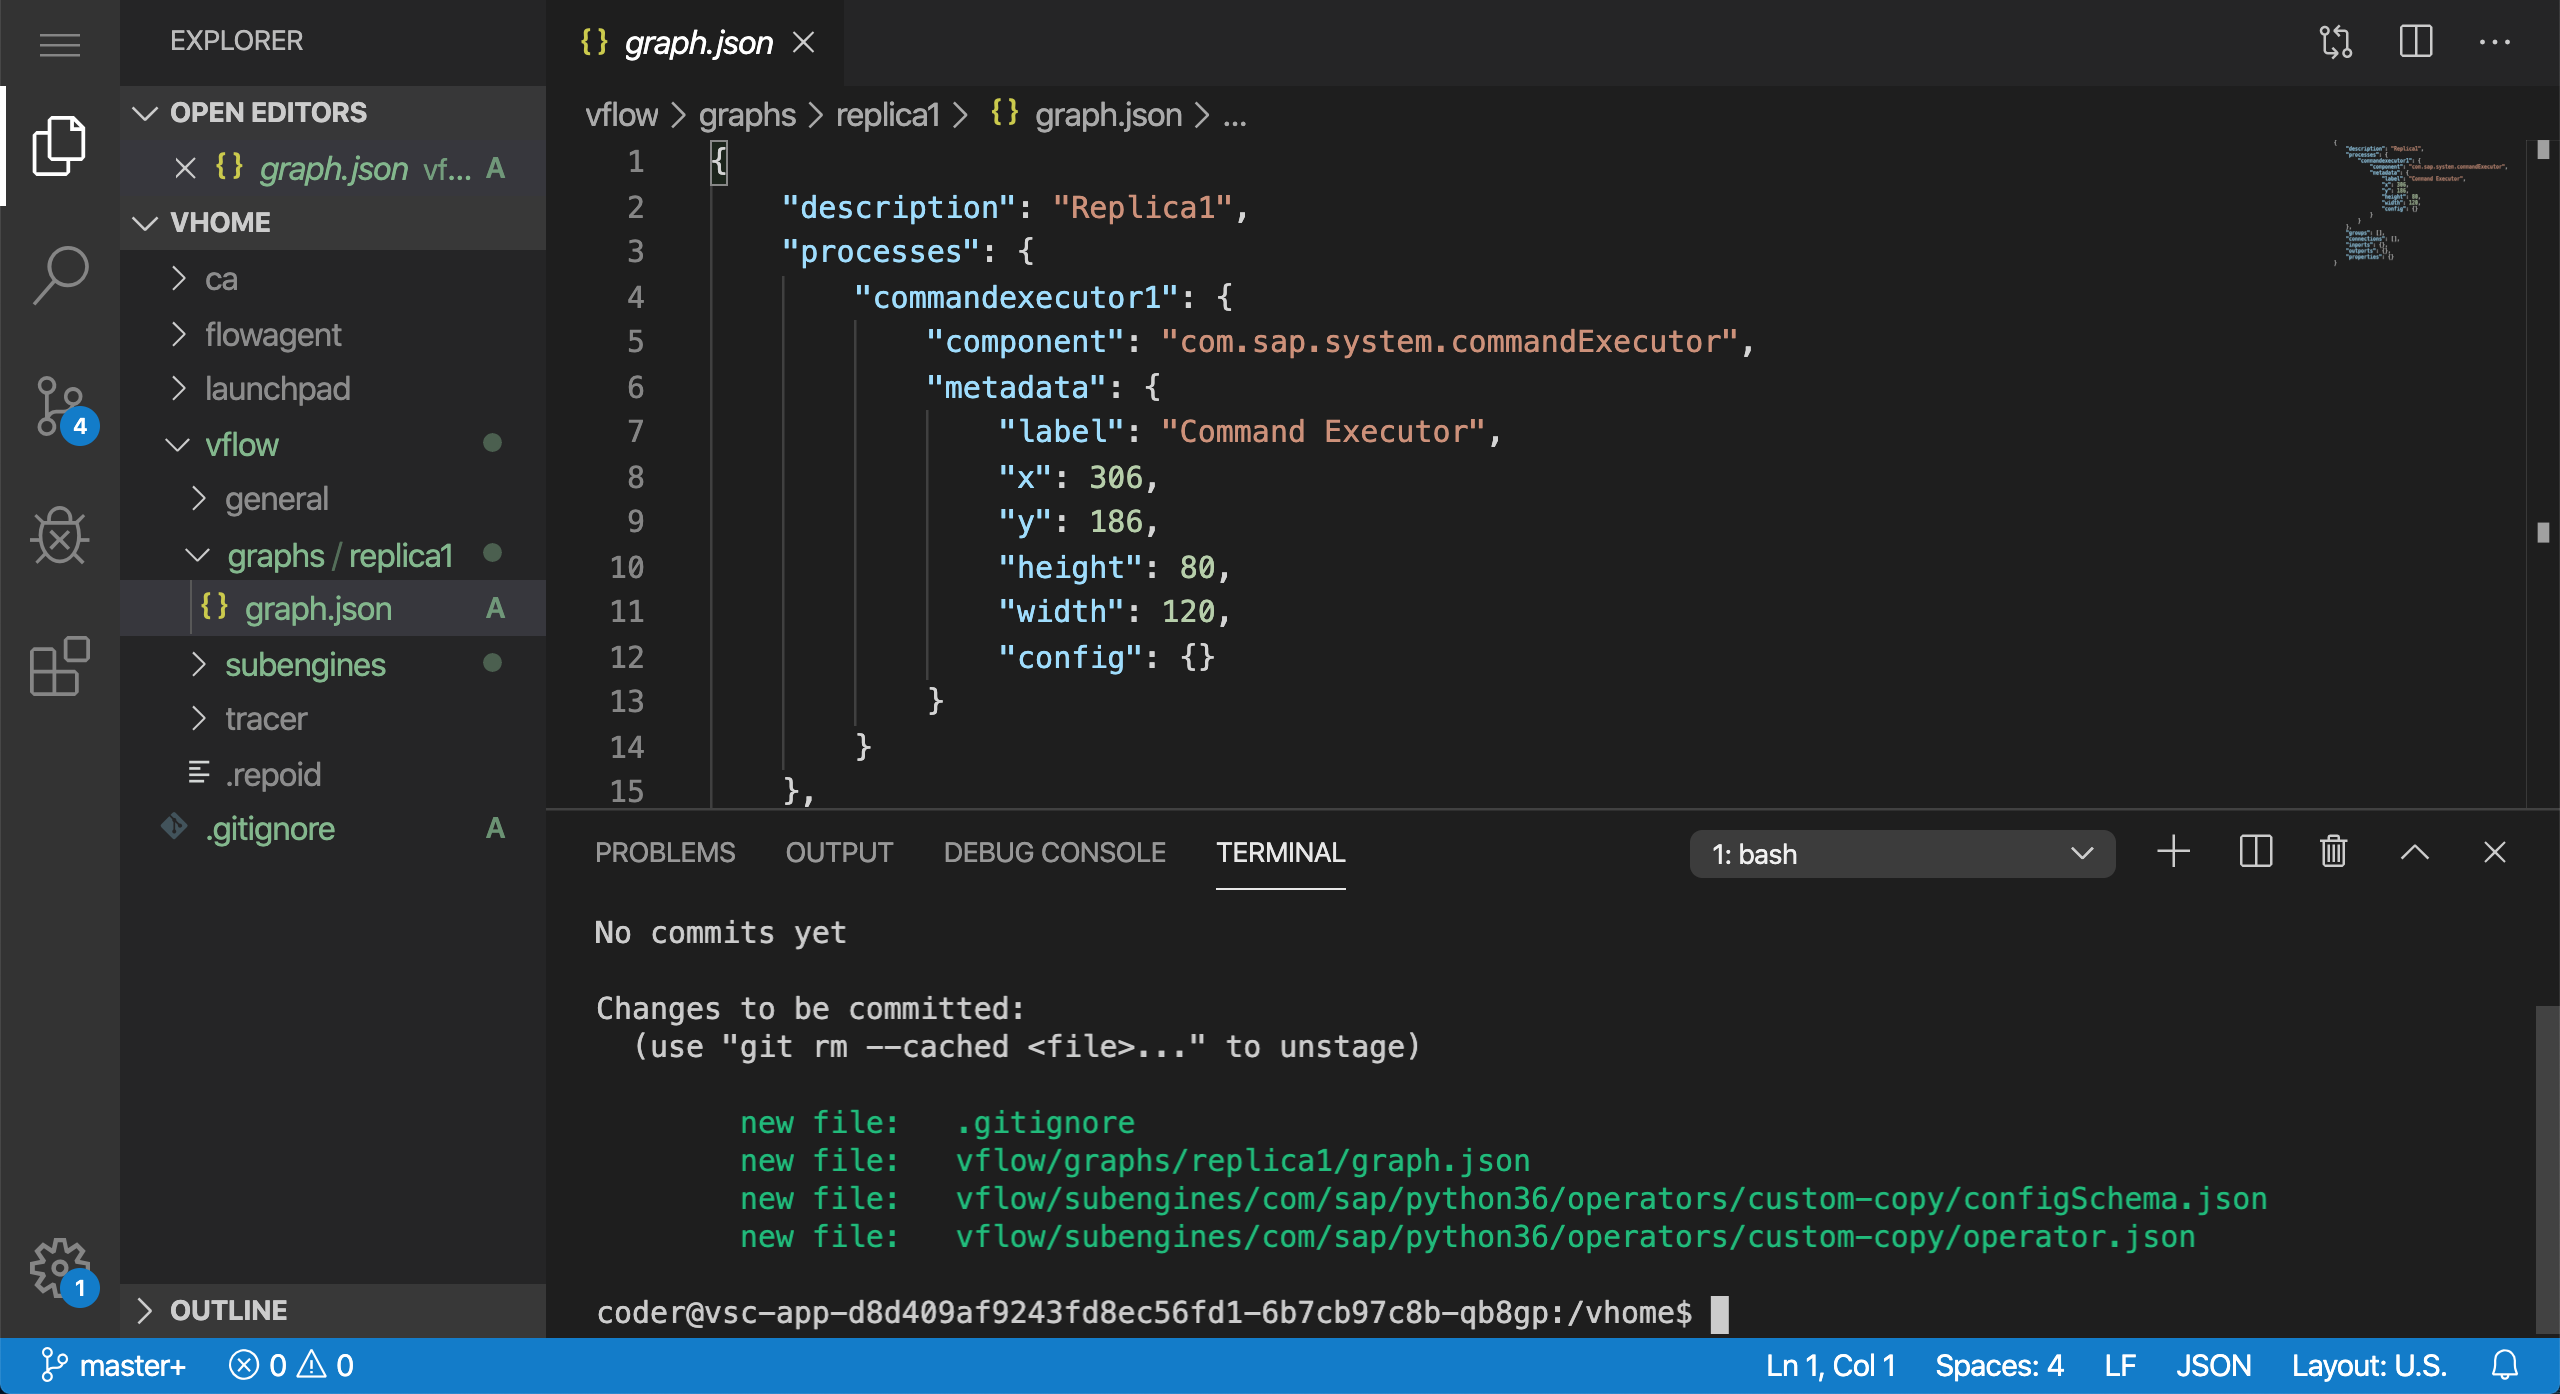 EXPLORER
OPEN EDITORS
graph.json vf... A
VHOME
ca
flowagent
launchpad
vflow
general
graphs / replica1
graph.json A
subengines
tracer
.repoid
.gitignore A
OUTLINE
4
1
graph.json
vflow > graphs > replica1 > {} graph.json > ...
1 {
2 "description": "Replica1",
3 "processes": {
4 "commandexecutor1": {
5 "component": "com.sap.system.commandExecutor",
6 "metadata": {
7 "label": "Command Executor",
8 "x": 306,
9 "y": 186,
10 "height": 80,
11 "width": 120,
12 "config": {}
13 }
14 }
15 },
PROBLEMS OUTPUT DEBUG CONSOLE TERMINAL 1: bash
No commits yet
Changes to be committed:
(use "git rm --cached <file>..." to unstage)
new file: .gitignore
new file: vflow/graphs/replica1/graph.json
new file: vflow/subengines/com/sap/python36/operators/custom-copy/configSchema.json
new file: vflow/subengines/com/sap/python36/operators/custom-copy/operator.json
coder@vsc-app-d8d409af9243fd8ec56fd1-6b7cb97c8b-qb8gp:/vhome$
master+ 0 0 Ln 1, Col 1 Spaces: 4 LF JSON Layout: U.S.